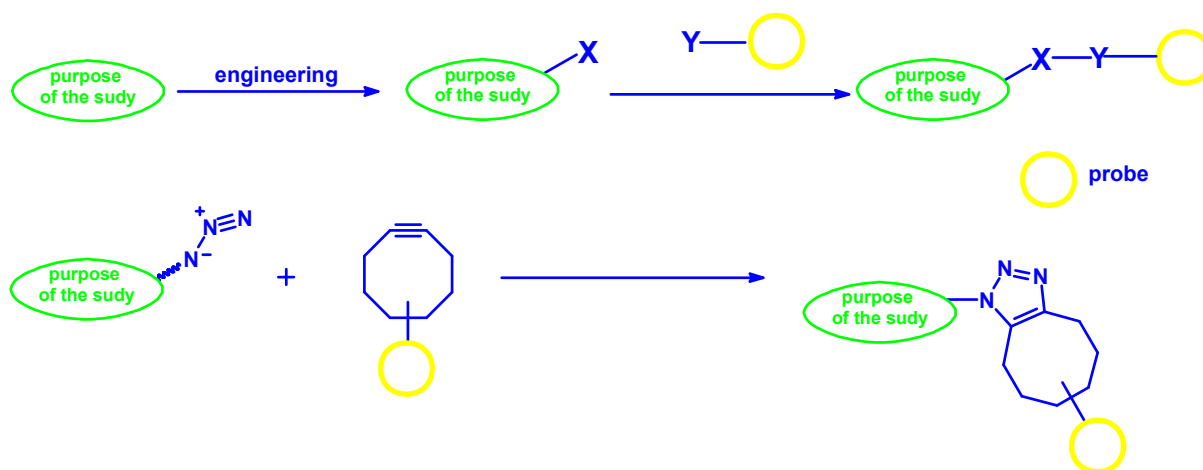 purpose
of the sudy
engineering
purpose
of the sudy
X
Y
purpose
of the sudy
X
Y
probe
purpose
of the sudy
N
–
N
+
N
+
purpose
of the sudy
N
N
N